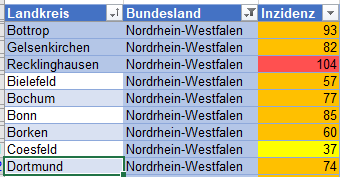 Landkreis Bundesland Inzidenz
Bottrop Nordrhein-Westfalen 93
Gelsenkirchen Nordrhein-Westfalen 82
Recklinghausen Nordrhein-Westfalen 104
Bielefeld Nordrhein-Westfalen 57
Bochum Nordrhein-Westfalen 77
Bonn Nordrhein-Westfalen 85
Borken Nordrhein-Westfalen 60
Coesfeld Nordrhein-Westfalen 37
Dortmund Nordrhein-Westfalen 74